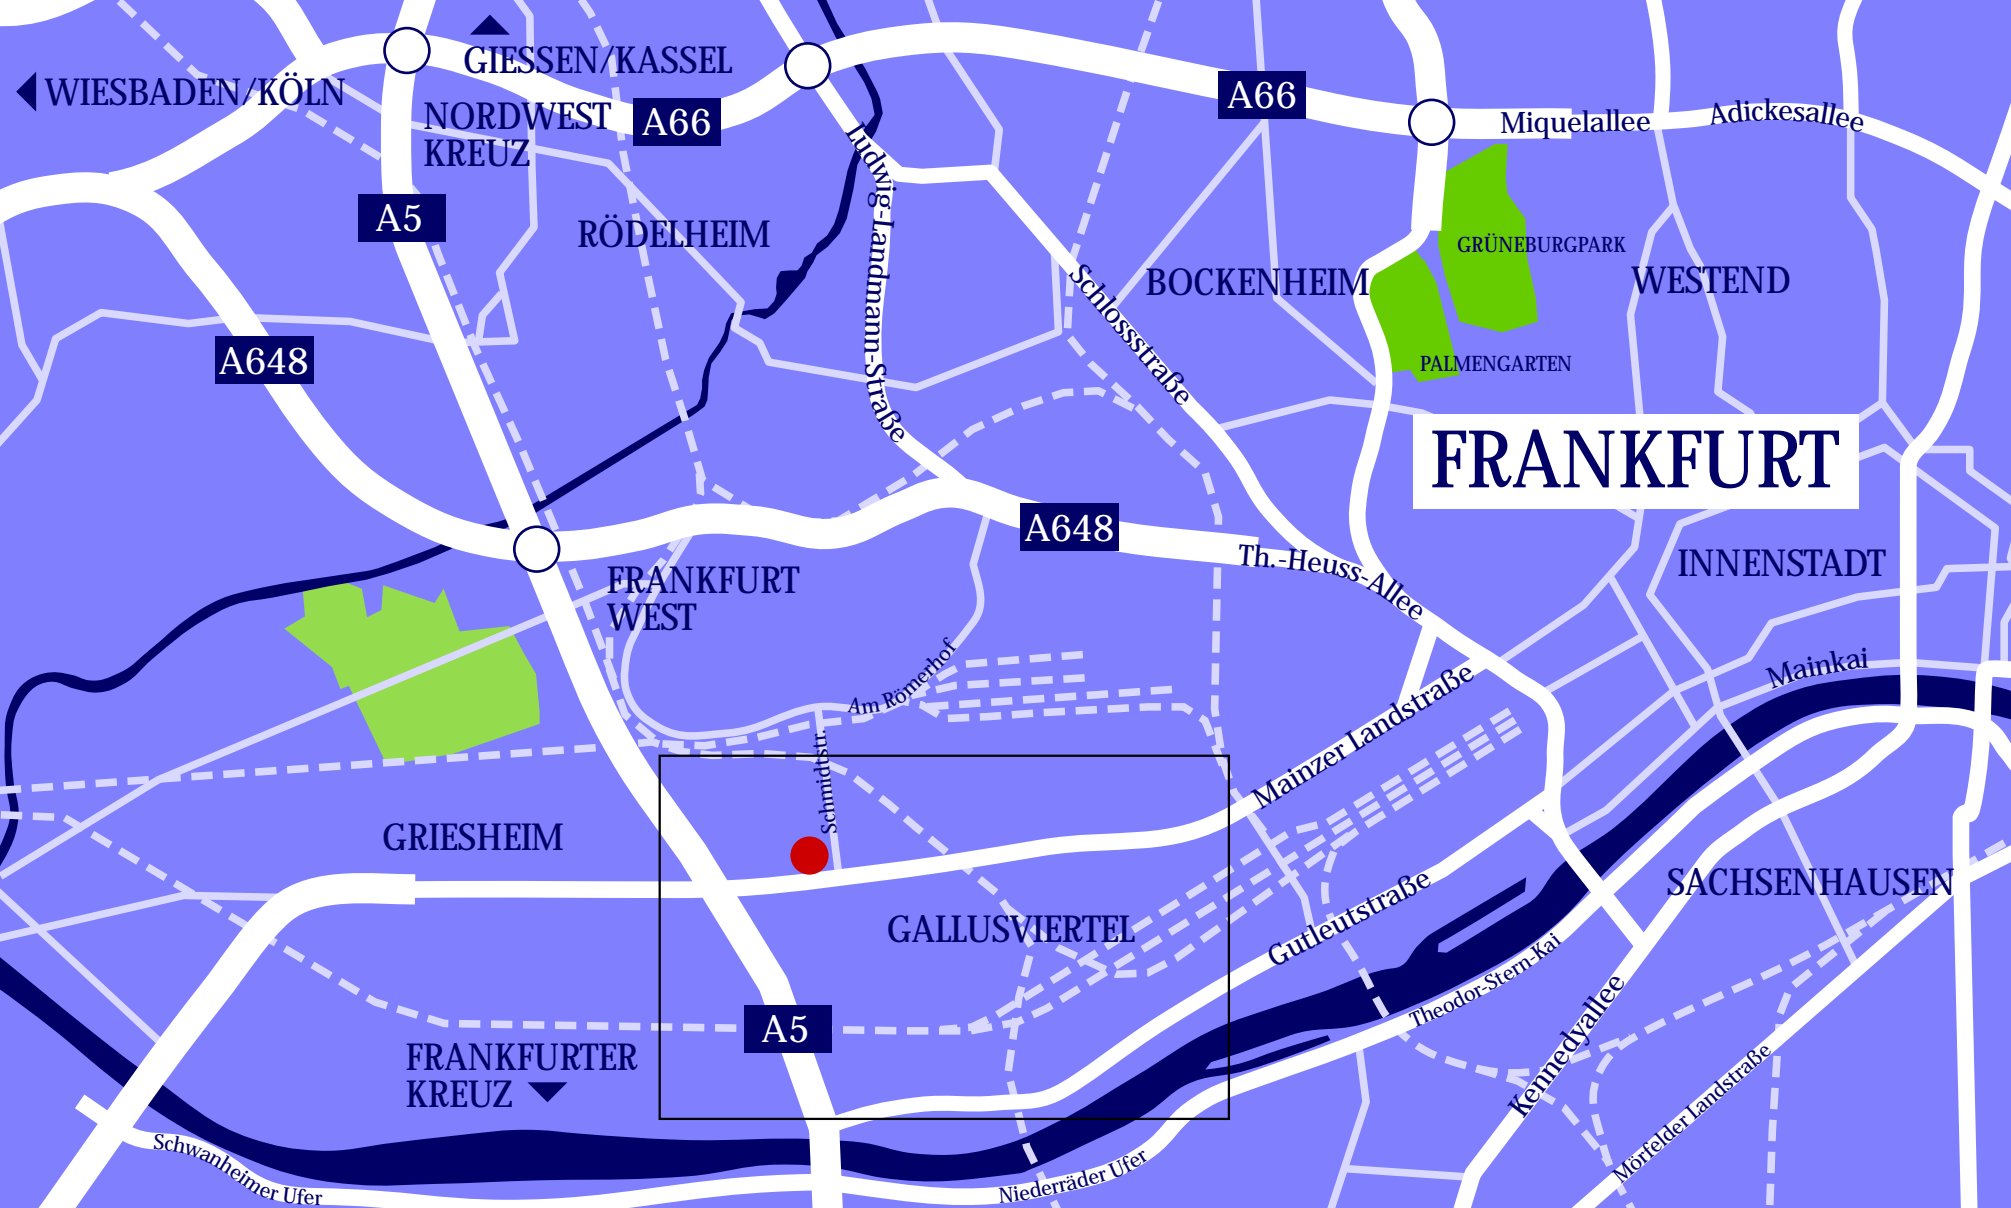 GIESSEN/KASSEL
WIESBADEN/KÖLN
NORDWEST
KREUZ
A66
A66
Miquelallee
Adickesallee
Ludwig-Landmann-Straße
A5
RÖDELHEIM
GRÜNEBURGPARK
BOCKENHEIM
WESTEND
Schlossstraße
A648
PALMENGARTEN
FRANKFURT
A648
Th.-Heuss-Allee
INNENSTADT
FRANKFURT
WEST
Am Römerhof
Mainkai
Mainzer Landstraße
Schmidtstr.
GRIESHEIM
SACHSENHAUSEN
GALLUSVIERTEL
Gutleutstraße
Theodor-Stern-Kai
A5
Kennedyallee
FRANKFURTER
KREUZ
Mörfelder Landstraße
Schwanheimer Ufer
Niederräder Ufer